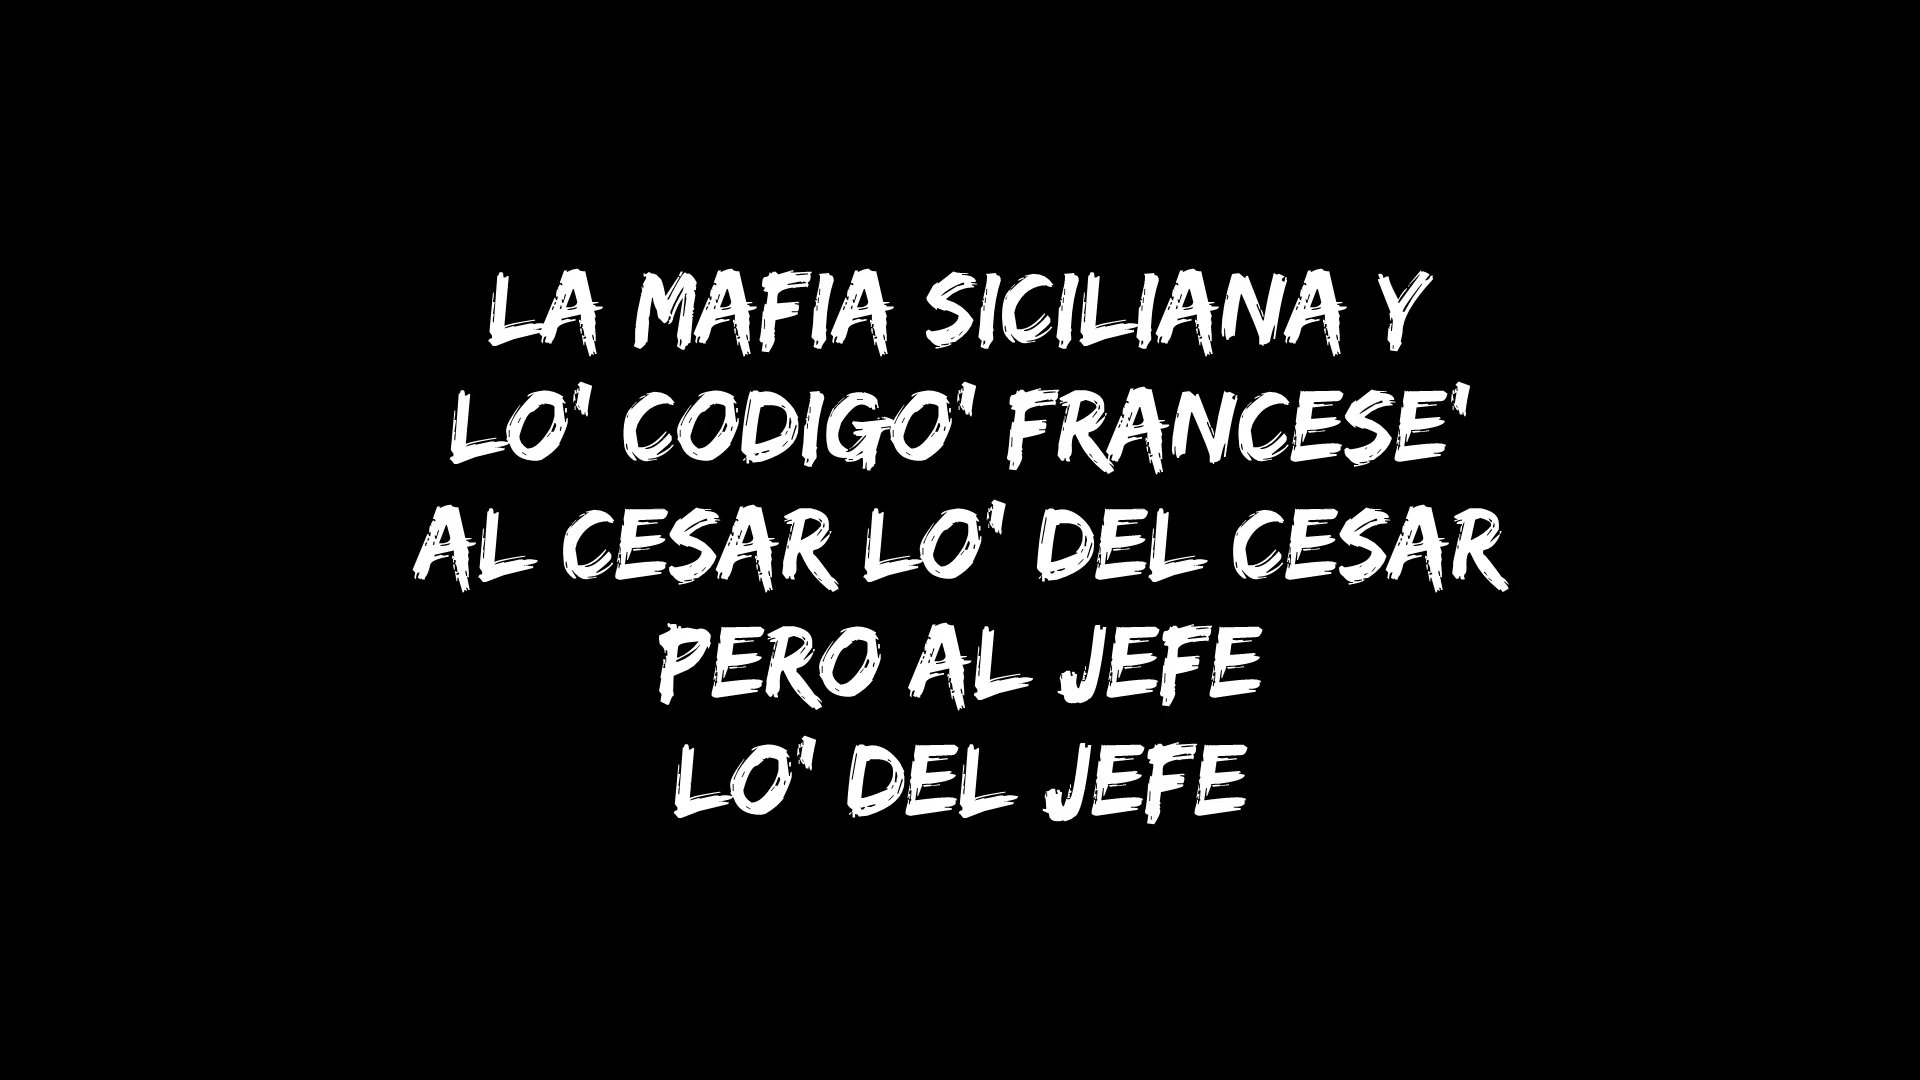 LA MAFIA SICILIANA Y
LO' CODIGO' FRANCESE'
AL CESAR LO' DEL CESAR
PERO AL JEFE
LO' DEL JEFE